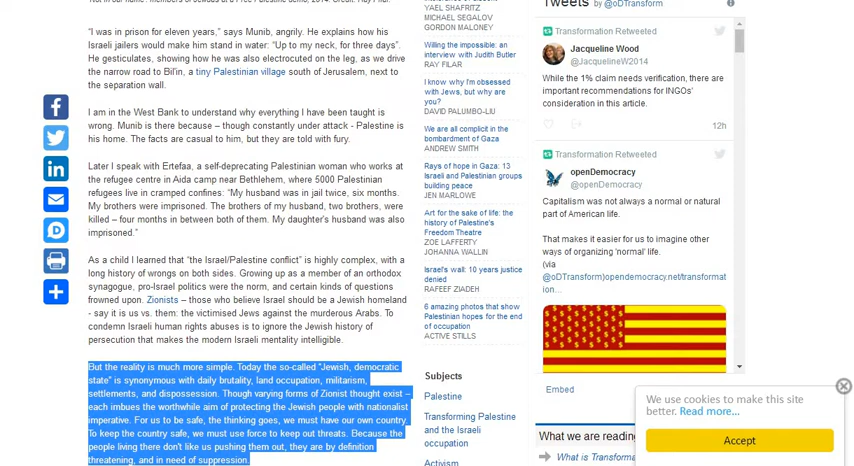 Not in our name: members of Jewdas at a Free Palestine demo, 2014. Credit: Ray Filar.
"I was in prison for eleven years," says Munib, angrily. He explains how his
Israeli jailers would make him stand in water: "Up to my neck, for three days".
He gesticulates, showing how he was also electrocuted on the leg, as we drive
the narrow road to Bil'in, a tiny Palestinian village south of Jerusalem, next to
the separation wall.
I am in the West Bank to understand why everything I have been taught is
wrong. Munib is there because – though constantly under attack - Palestine is
his home. The facts are casual to him, but they are told with fury.
Later I speak with Ertefaa, a self-deprecating Palestinian woman who works at
the refugee centre in Aida camp near Bethlehem, where 5000 Palestinian
refugees live in cramped confines: "My husband was in jail twice, six months.
My brothers were imprisoned. The brothers of my husband, two brothers, were
killed – four months in between both of them. My daughter's husband was also
imprisoned."
As a child I learned that "the Israel/Palestine conflict" is highly complex, with a
long history of wrongs on both sides. Growing up as a member of an orthodox
synagogue, pro-Israel politics were the norm, and certain kinds of questions
frowned upon. Zionists – those who believe Israel should be a Jewish homeland
- say it is us vs. them: the victimised Jews against the murderous Arabs. To
condemn Israeli human rights abuses is to ignore the Jewish history of
persecution that makes the modern Israeli mentality intelligible.
But the reality is much more simple. Today the so-called "Jewish, democratic
state" is synonymous with daily brutality, land occupation, militarism,
settlements, and dispossession. Though varying forms of Zionist thought exist –
each imbues the worthwhile aim of protecting the Jewish people with nationalist
imperative. For us to be safe, the thinking goes, we must have our own country.
To keep the country safe, we must use force to keep out threats. Because the
people living there don't like us pushing them out, they are by definition
threatening, and in need of suppression.
YAEL SHAFRITZ
MICHAEL SEGALOV
GORDON MALONEY
Willing the impossible: an
interview with Judith Butler
RAY FILAR
I know why I'm obsessed
with Jews, but why are
you?
DAVID PALUMBO-LIU
We are all complicit in the
bombardment of Gaza
ANDREW SMITH
Rays of hope in Gaza: 13
Israeli and Palestinian groups
building peace
JEN MARLOWE
Art for the sake of life: the
history of Palestine's
Freedom Theatre
ZOE LAFFERTY
JOHANNA WALLIN
Israel's wall: 10 years justice
denied
RAFEEF ZIADEH
6 amazing photos that show
Palestinian hopes for the end
of occupation
ACTIVE STILLS
Subjects
Palestine
Transforming Palestine
and the Israeli
occupation
Activism
Tweets by @oDTransform
Transformation Retweeted
Jacqueline Wood
@JacquelineW2014
While the 1% claim needs verification, there are
important recommendations for INGOs'
consideration in this article.
12h
Transformation Retweeted
openDemocracy
@openDemocracy
Capitalism was not always a normal or natural
part of American life.
That makes it easier for us to imagine other
ways of organizing 'normal' life.
(via
@oDTransform)opendemocracy.net/transformat
ion...
Embed
What we are readin
What is Transforma
We use cookies to make this site
better. Read more...
Accept